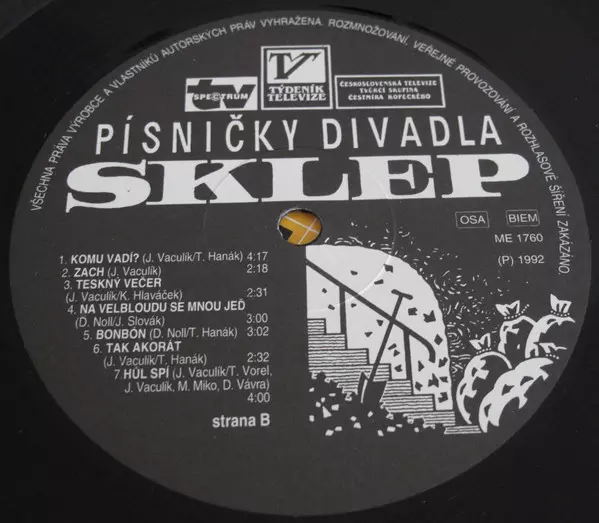 VŠECHNA PRÁVA VÝROBCE A VLASTNÍKŮ AUTORSKÝCH PRÁV VYHRAŽENA. ROZMNOŽOVÁNÍ, VEŘEJNÉ PROVOZOVÁNÍ A ROZHLASOVÉ ŠÍŘENÍ ZAKÁZÁNO.
tv
SPECTRUM
TV
TÝDENÍK
TELEVIZE
ČESKOSLOVENSKÁ TELEVIZE
TVŮRČÍ SKUPINA
ČESTMÍRA KOPECKÉHO
PÍSNIČKY DIVADLA
SKLEP
1. KOMU VADÍ? (J. Vaculík/T. Hanák) 4:17
2. ZACH (J. Vaculík) 2:18
3. TESKNÝ VEČER
(J. Vaculík/K. Hlaváček) 2:31
4. NA VELBLOUDU SE MNOU JEĎ
(D. Noll/J. Slovák) 3:00
5. BONBÓN (D. Noll/T. Hanák) 3:02
6. TAK AKORÁT
(J. Vaculík/T. Hanák) 2:32
7 HŮL SPÍ (J. Vaculík/T. Vorel,
J. Vaculík, M. Miko, D. Vávra)
4:00
strana B
OSA
BIEM
ME 1760
(P) 1992